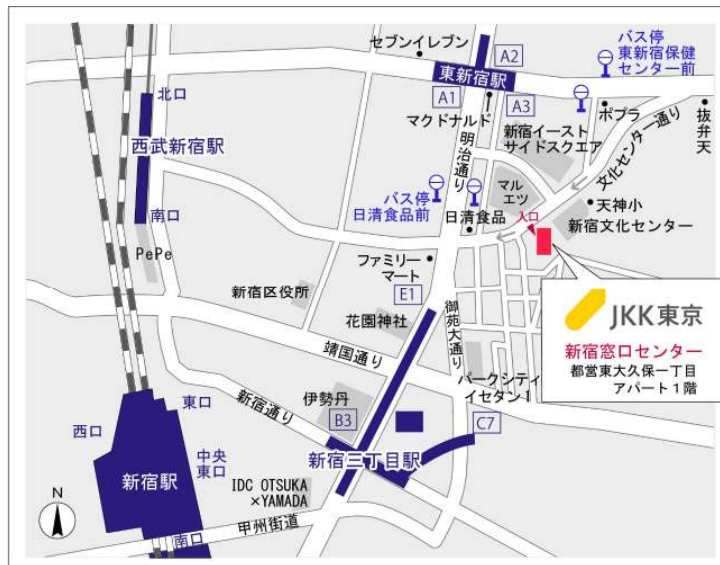 セブンイレブン
A2
バス停
東新宿保健
センター前
東新宿駅
北口
A1
A3
マクドナルド
ポプラ
抜弁天
西武新宿駅
新宿イースト
サイドスクエア
文化センター通り
明治通り
マル
エツ
バス停
日清食品前
天神小
南口
日清食品
入口
新宿文化センター
PePe
ファミリー
マート
新宿区役所
E1
花園神社
御苑大通り
JKK東京
靖国通り
新宿窓口センター
都営東大久保一丁目
アパート1階
パークシティ
イセタン1
新宿通り
伊勢丹
東口
西口
B3
C7
中央
東口
新宿三丁目駅
新宿駅
IDC OTSUKA
×YAMADA
N
甲州街道
南口